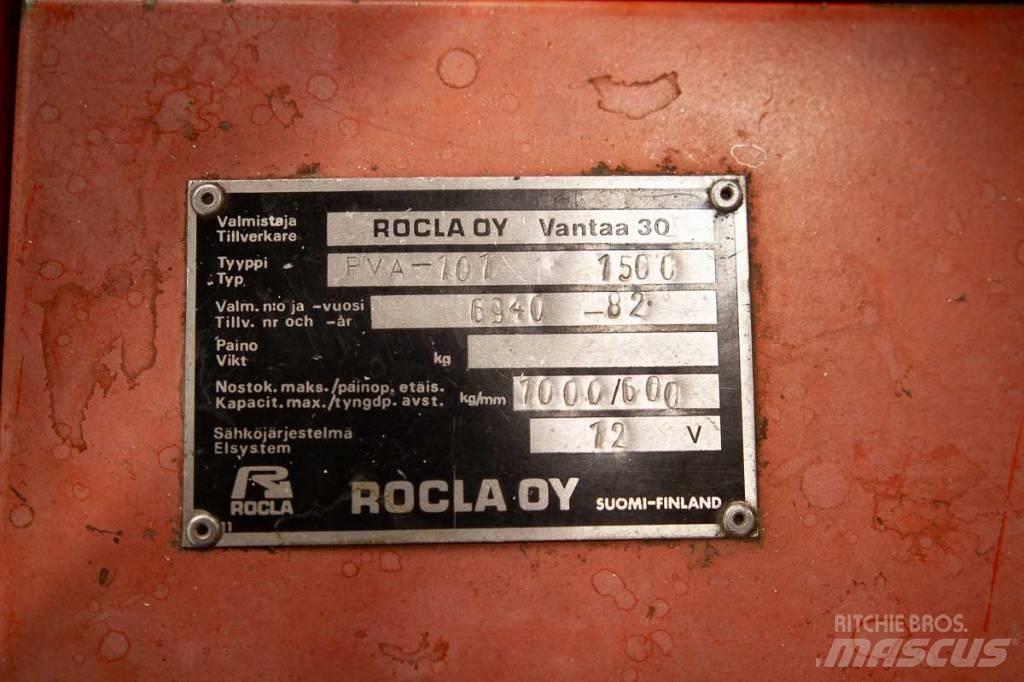 Valmistaja
Tillverkare
ROCLA OY Vantaa 30
Tyyppi
Typ
PVA-101 1500
Valm. n:o ja -vuosi
Tillv. nr och -år
6940 -82
Paino
Vikt
kg
Nostok. maks./painop. etäis.
Kapacit. max./tyngdp. avst.
kg/mm
1000/600
Sähköjärjestelmä
Elsystem
12 V
ROCLA
ROCLA OY SUOMI-FINLAND
11
RITCHIE BROS.
MASCUS